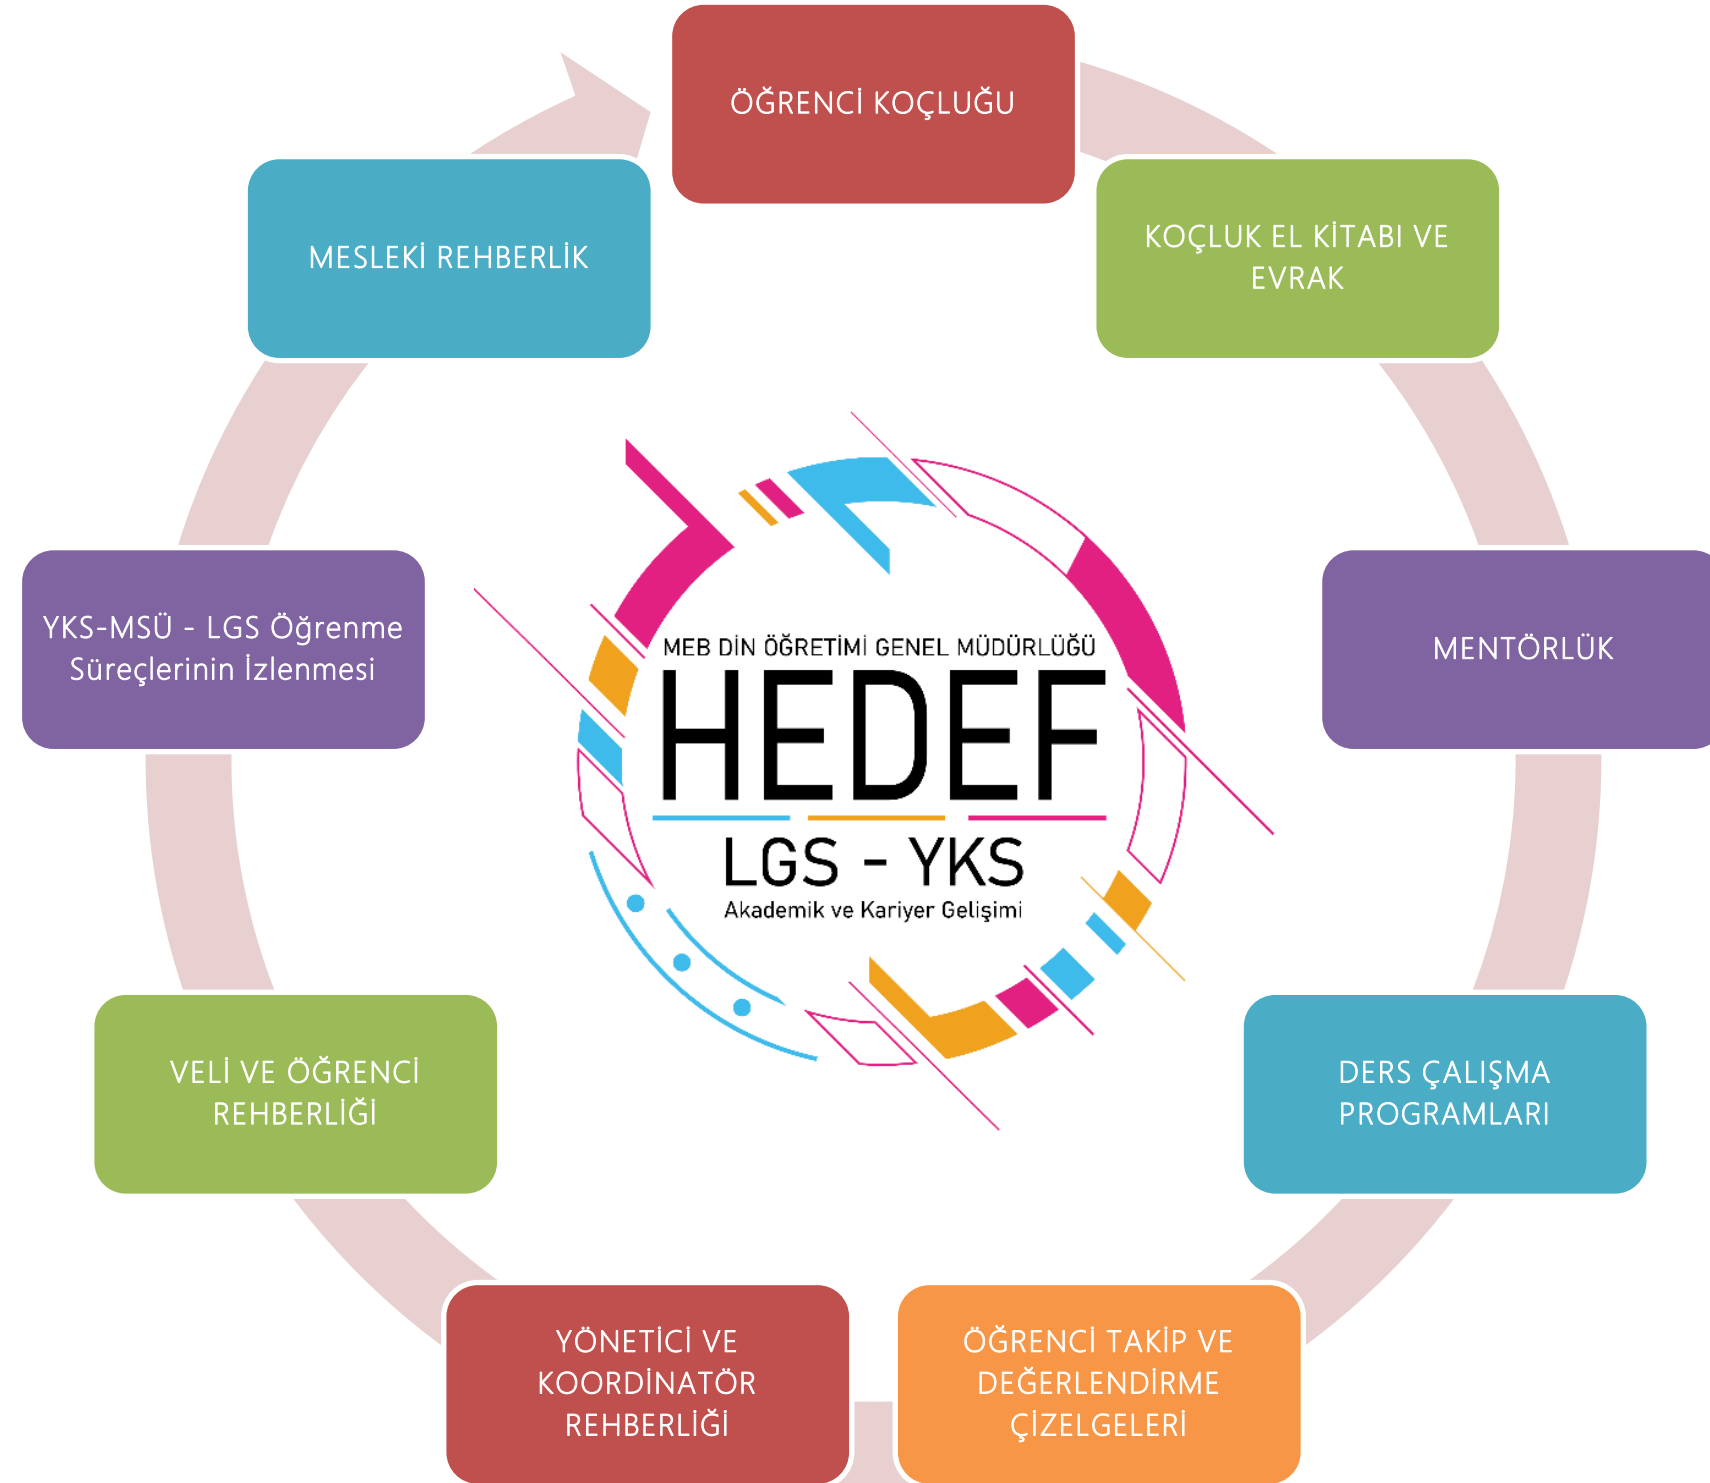 ÖĞRENCİ KOÇLUĞU
KOÇLUK EL KİTABI VE
EVRAK
MENTÖRLÜK
DERS ÇALIŞMA
PROGRAMLARI
ÖĞRENCİ TAKİP VE
DEĞERLENDİRME
ÇİZELGELERİ
YÖNETİCİ VE
KOORDİNATÖR
REHBERLİĞİ
VELİ VE ÖĞRENCİ
REHBERLİĞİ
YKS-MSÜ - LGS Öğrenme
Süreçlerinin İzlenmesi
MESLEKİ REHBERLİK
MEB DİN ÖĞRETİMİ GENEL MÜDÜRLÜĞÜ
HEDEF
LGS - YKS
Akademik ve Kariyer Gelişimi